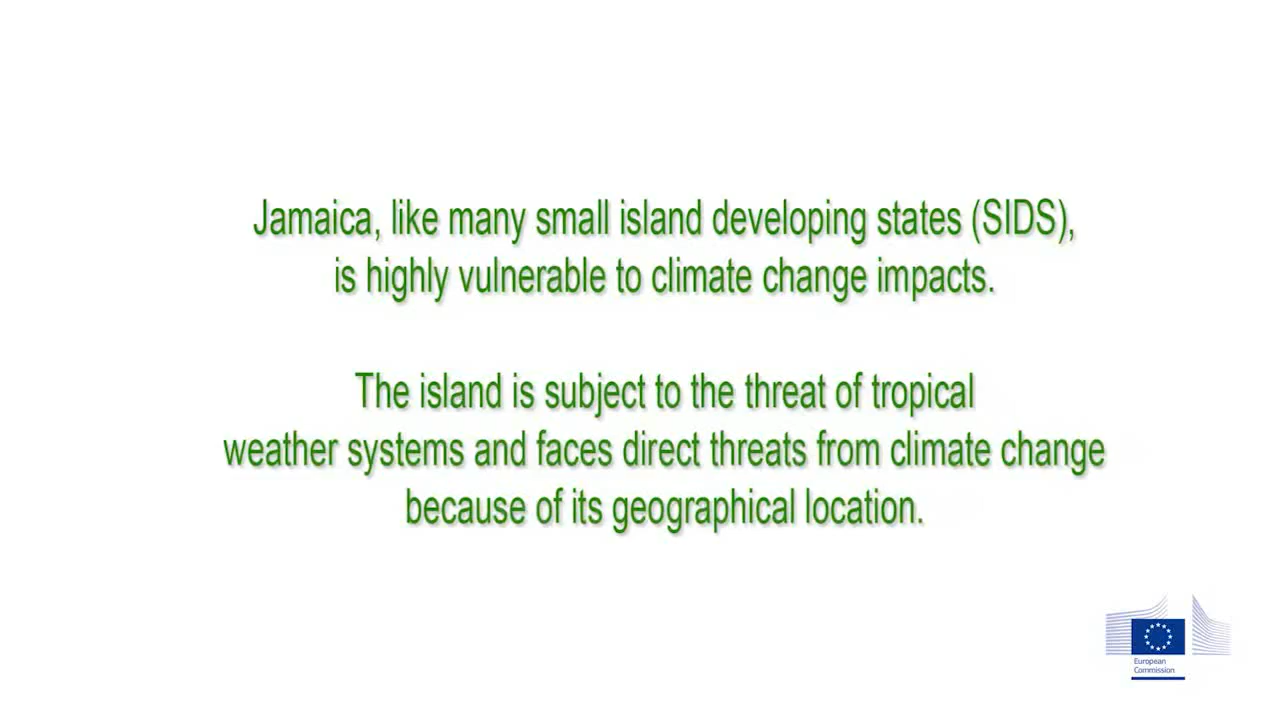 Jamaica, like many small island developing states (SIDS),
is highly vulnerable to climate change impacts.
The island is subject to the threat of tropical
weather systems and faces direct threats from climate change
because of its geographical location.
European
Commission